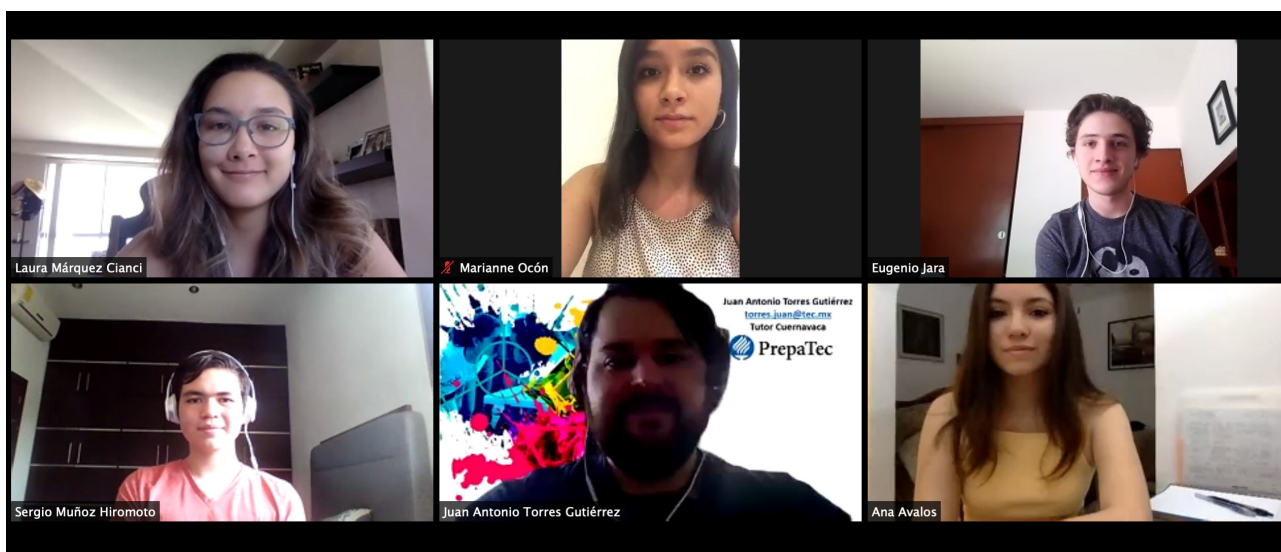 Laura Márquez Cianci
Marianne Ocón
Eugenio Jara
Juan Antonio Torres Gutiérrez
torres.juan@tec.mx
Tutor Cuernavaca
PrepaTec
Sergio Muñoz Hiromoto
Juan Antonio Torres Gutiérrez
Ana Avalos